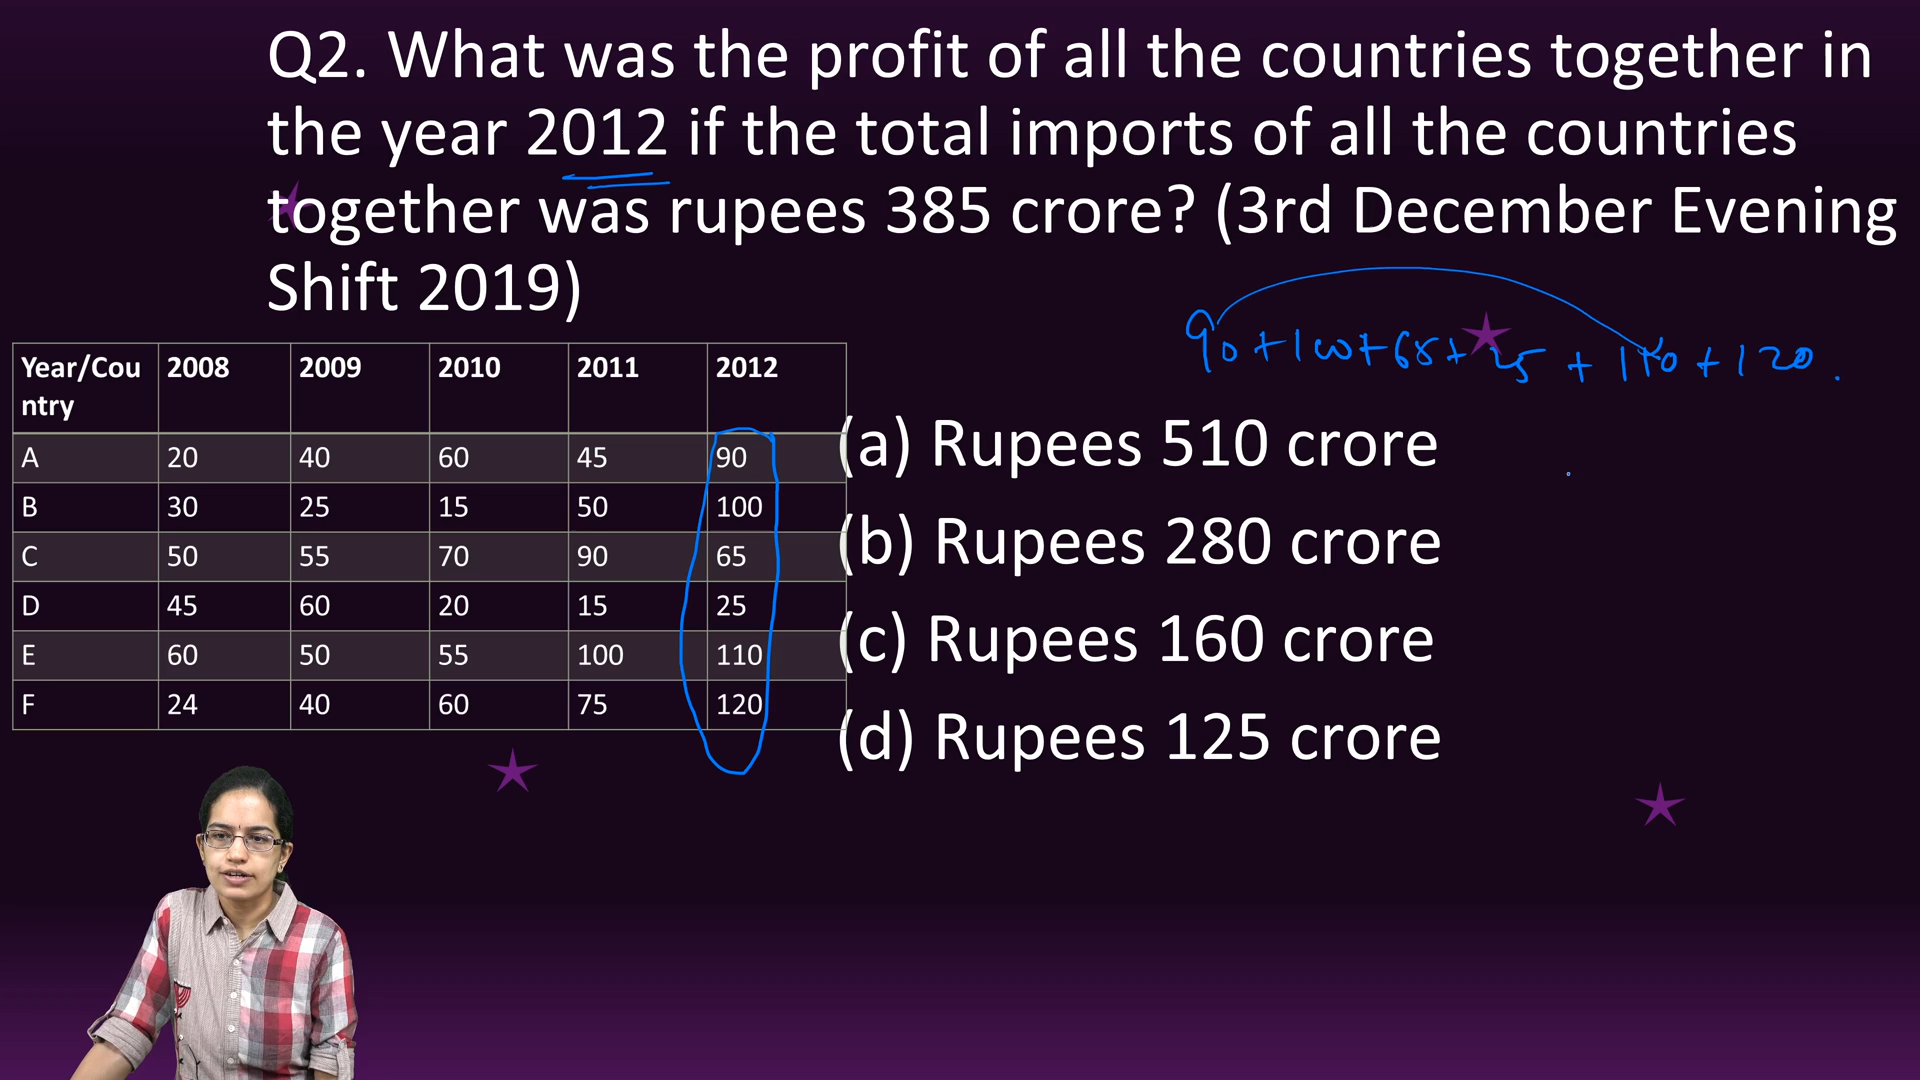 Q2. What was the profit of all the countries together in
the year 2012 if the total imports of all the countries
together was rupees 385 crore? (3rd December Evening
Shift 2019)
90+100+65+25+110+120.
Year/Cou
ntry 2008 2009 2010 2011 2012
A 20 40 60 45 90
B 30 25 15 50 100
C 50 55 70 90 65
D 45 60 20 15 25
E 60 50 55 100 110
F 24 40 60 75 120
(a) Rupees 510 crore
(b) Rupees 280 crore
(c) Rupees 160 crore
(d) Rupees 125 crore